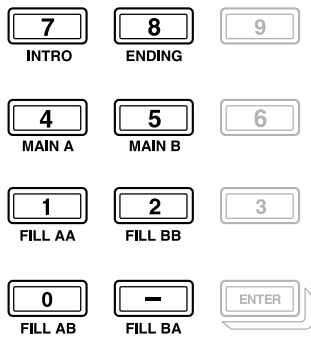 7 8 9
INTRO ENDING
4 5 6
MAIN A MAIN B
1 2 3
FILL AA FILL BB
0 – ENTER
FILL AB FILL BA